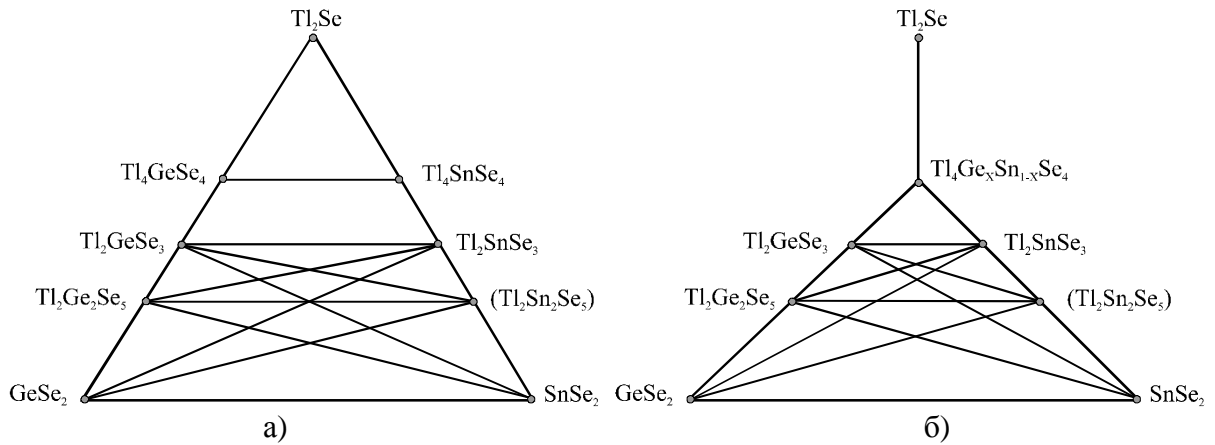 Tl₂Se
Tl₄GeSe₄
Tl₄SnSe₄
Tl₂GeSe₃
Tl₂SnSe₃
Tl₂Ge₂Se₅
(Tl₂Sn₂Se₅)
GeSe₂
SnSe₂
а)
Tl₂Se
Tl₄GeₓSn₁₋ₓSe₄
Tl₂GeSe₃
Tl₂SnSe₃
Tl₂Ge₂Se₅
(Tl₂Sn₂Se₅)
GeSe₂
SnSe₂
б)